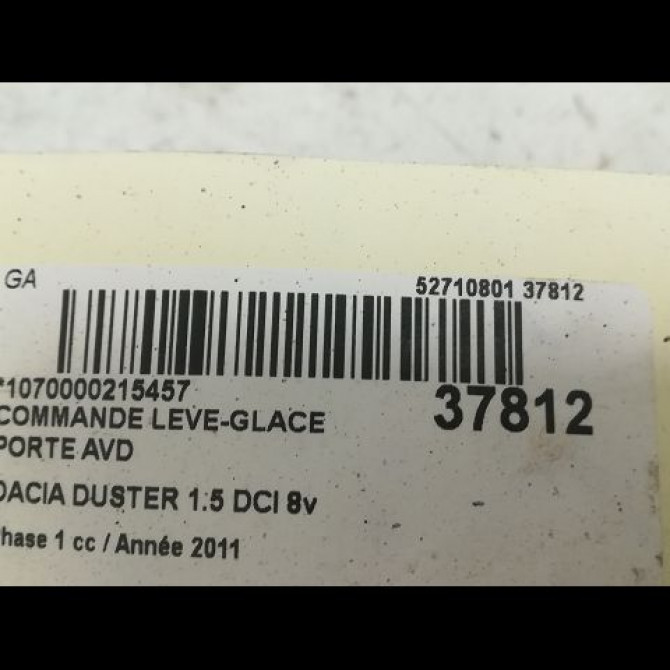 GA
52710801 37812
*1070000215457
37812
COMMANDE LEVE-GLACE
PORTE AVD
DACIA DUSTER 1.5 DCI 8v
hase 1 cc / Année 2011